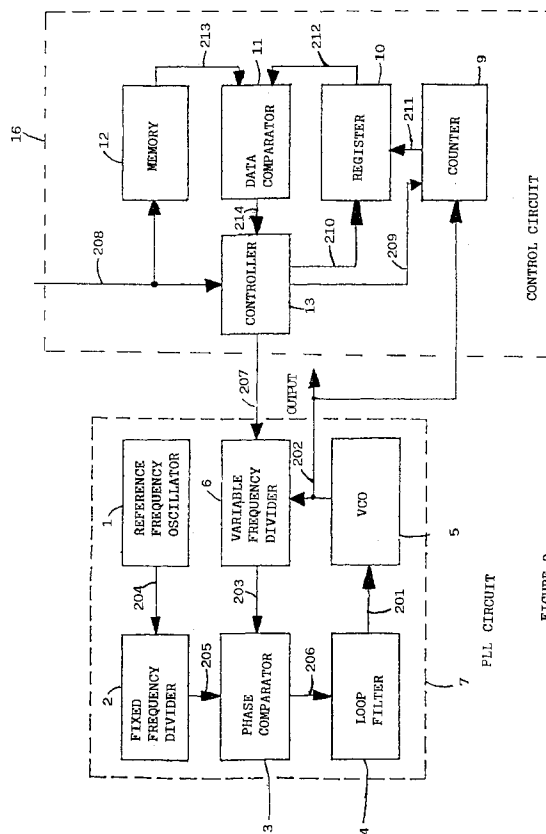 16
208
12
MEMORY
213
11
DATA
COMPARATOR
212
214
CONTROLLER
13
210
10
REGISTER
209
211
9
COUNTER
CONTROL CIRCUIT
207
OUTPUT
202
1
REFERENCE
FREQUENCY
OSCILLATOR
6
VARIABLE
FREQUENCY
DIVIDER
VCO
5
204
203
201
2
FIXED
FREQUENCY
DIVIDER
205
PHASE
COMPARATOR
3
206
LOOP
FILTER
4
7
PLL CIRCUIT